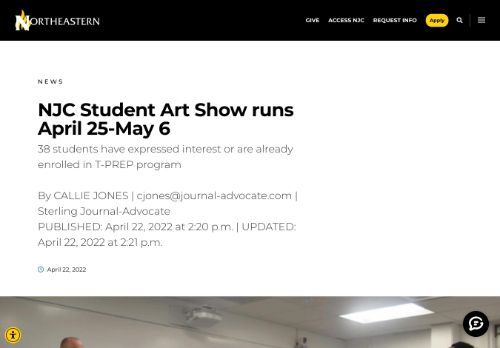 NORTHEASTERN
GIVE ACCESS NJC REQUEST INFO Apply
NEWS
NJC Student Art Show runs
April 25-May 6
38 students have expressed interest or are already
enrolled in T-PREP program
By CALLIE JONES | cjones@journal-advocate.com |
Sterling Journal-Advocate
PUBLISHED: April 22, 2022 at 2:20 p.m. | UPDATED:
April 22, 2022 at 2:21 p.m.
April 22, 2022